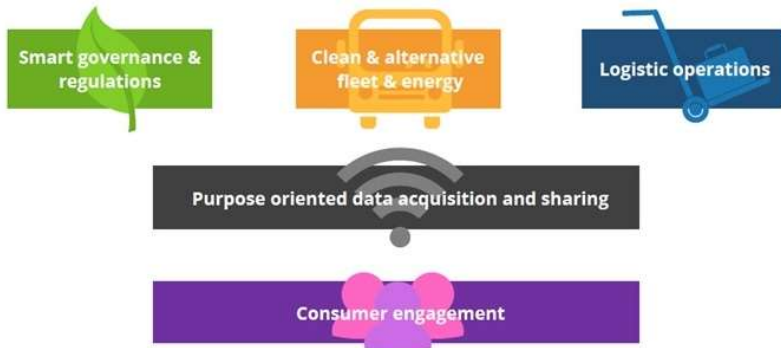 Smart governance &
regulations
Clean & alternative
fleet & energy
Logistic operations
Purpose oriented data acquisition and sharing
Consumer engagement